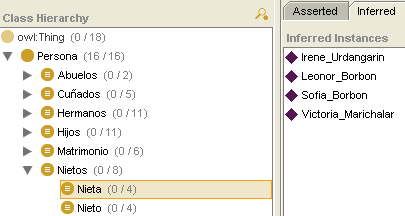 Class Hierarchy
owl:Thing (0 / 18)
Persona (16 / 16)
Abuelos (0 / 2)
Cuñados (0 / 5)
Hermanos (0 / 11)
Hijos (0 / 11)
Matrimonio (0 / 6)
Nietos (0 / 8)
Nieta (0 / 4)
Nieto (0 / 4)
Asserted Inferred
Inferred Instances
Irene_Urdangarin
Leonor_Borbon
Sofia_Borbon
Victoria_Marichalar